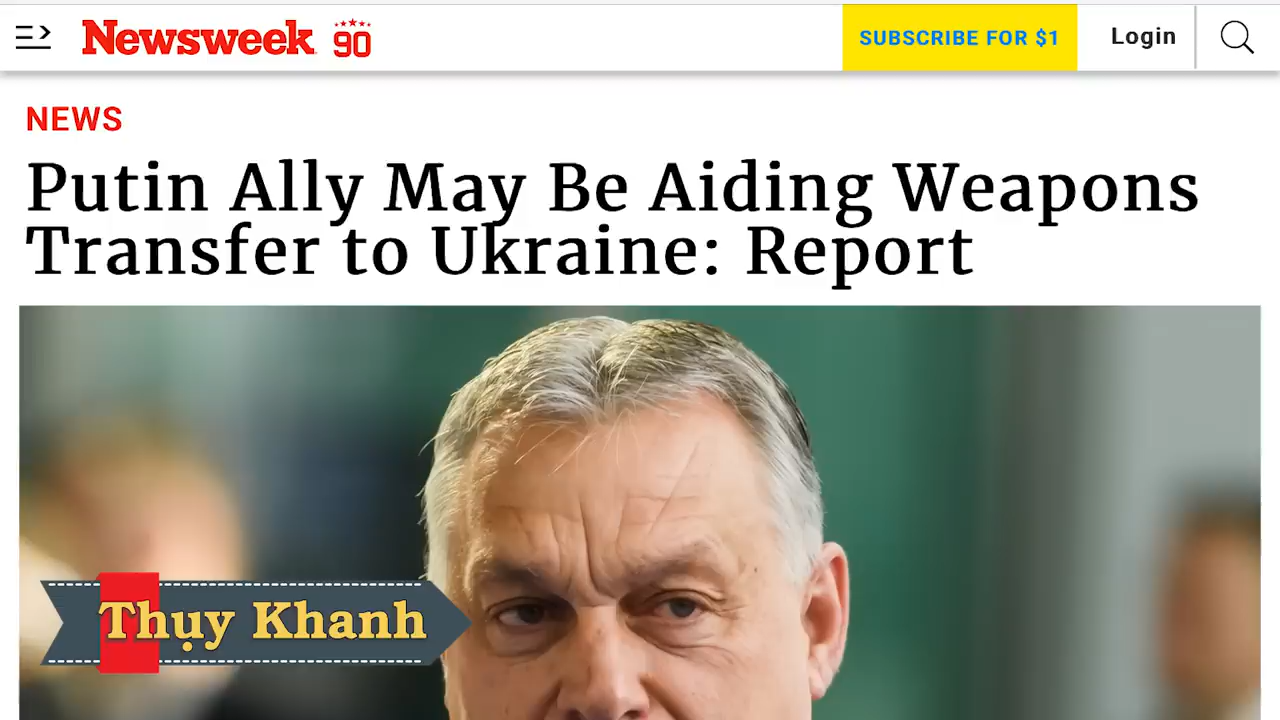 Newsweek 90
SUBSCRIBE FOR $1
Login
NEWS
Putin Ally May Be Aiding Weapons
Transfer to Ukraine: Report
Thụy Khanh